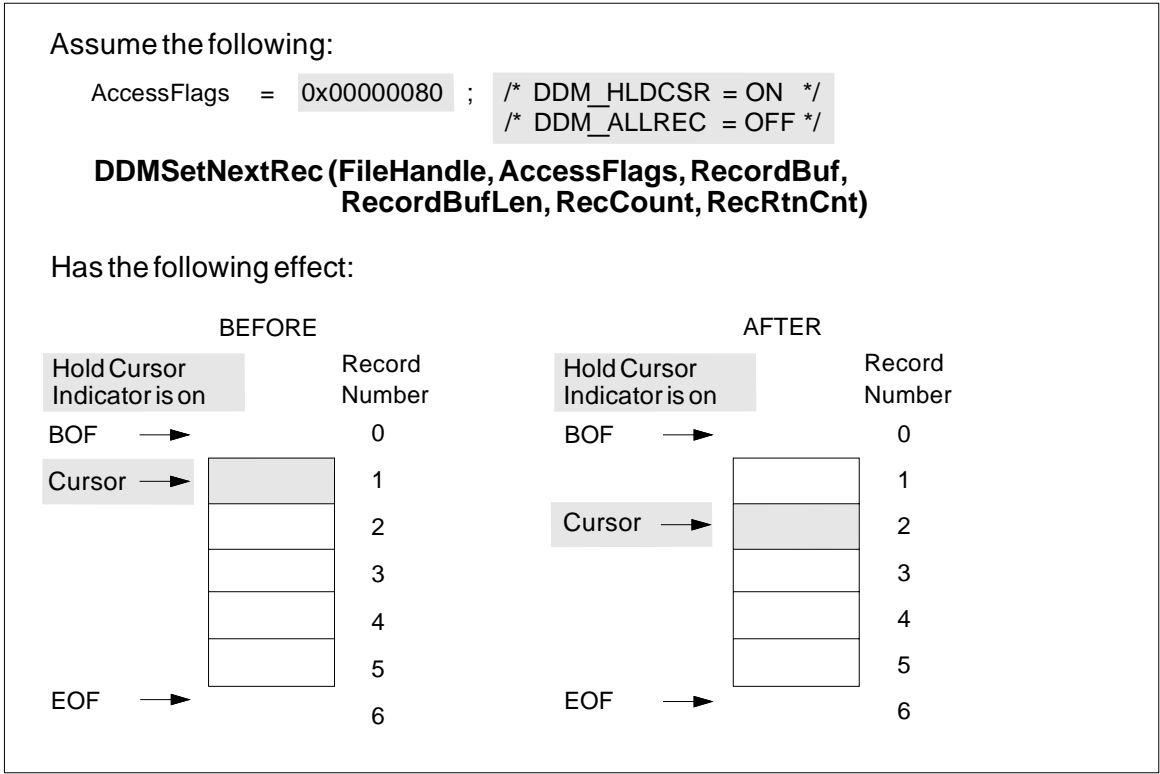 Assume the following:
AccessFlags = 0x00000080 ; /* DDM_HLDCSR = ON */
/* DDM_ALLREC = OFF */
DDMSetNextRec (FileHandle, AccessFlags, RecordBuf,
RecordBufLen, RecCount, RecRtnCnt)
Has the following effect:
BEFORE
Hold Cursor Record
Indicator is on Number
BOF 0
Cursor 1
2
3
4
5
EOF
6
AFTER
Hold Cursor Record
Indicator is on Number
BOF 0
1
Cursor 2
3
4
5
EOF
6